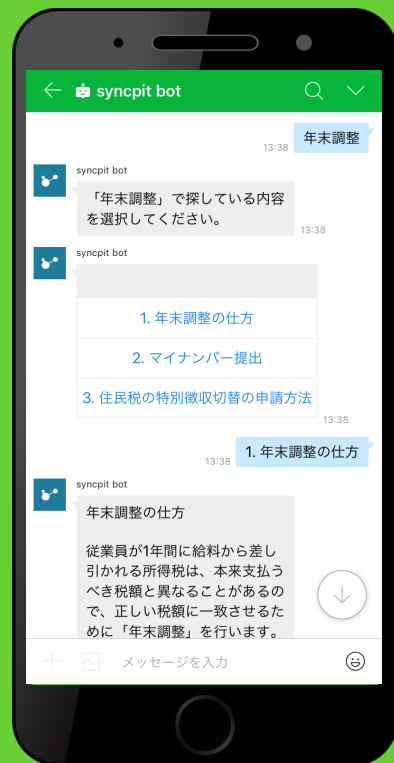 syncpit bot
年末調整
13:38
syncpit bot
「年末調整」で探している内容
を選択してください。
13:38
syncpit bot
1. 年末調整の仕方
2. マイナンバー提出
3. 住民税の特別徴収切替の申請方法
13:38
1. 年末調整の仕方
13:38
syncpit bot
年末調整の仕方
従業員が1年間に給料から差し
引かれる所得税は、本来支払う
べき税額と異なることがあるの
で、正しい税額に一致させるた
めに「年末調整」を行います。
メッセージを入力